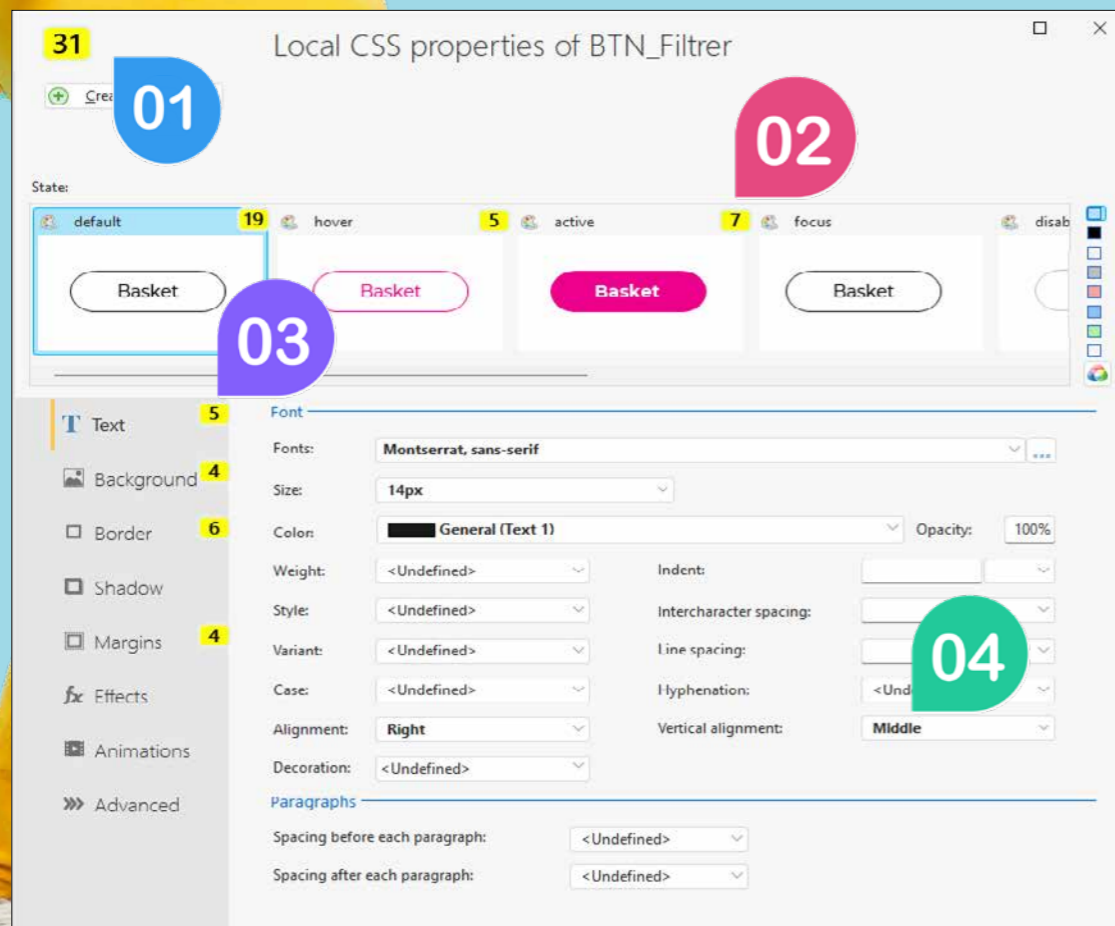 31
Local CSS properties of BTN_Filtrer
01
02
State:
default 19
hover 5
active 7
focus
disab
Basket
Basket
Basket
Basket
03
Text 5
Background 4
Border 6
Shadow
Margins 4
fx Effects
Animations
Advanced
Font
Fonts: Montserrat, sans-serif ...
Size: 14px
Color: General (Text 1) Opacity: 100%
Weight: <Undefined> Indent:
Style: <Undefined> Intercharacter spacing:
Variant: <Undefined> Line spacing:
04
Case: <Undefined> Hyphenation: <Und
Alignment: Right Vertical alignment: Middle
Decoration: <Undefined>
Paragraphs
Spacing before each paragraph: <Undefined>
Spacing after each paragraph: <Undefined>